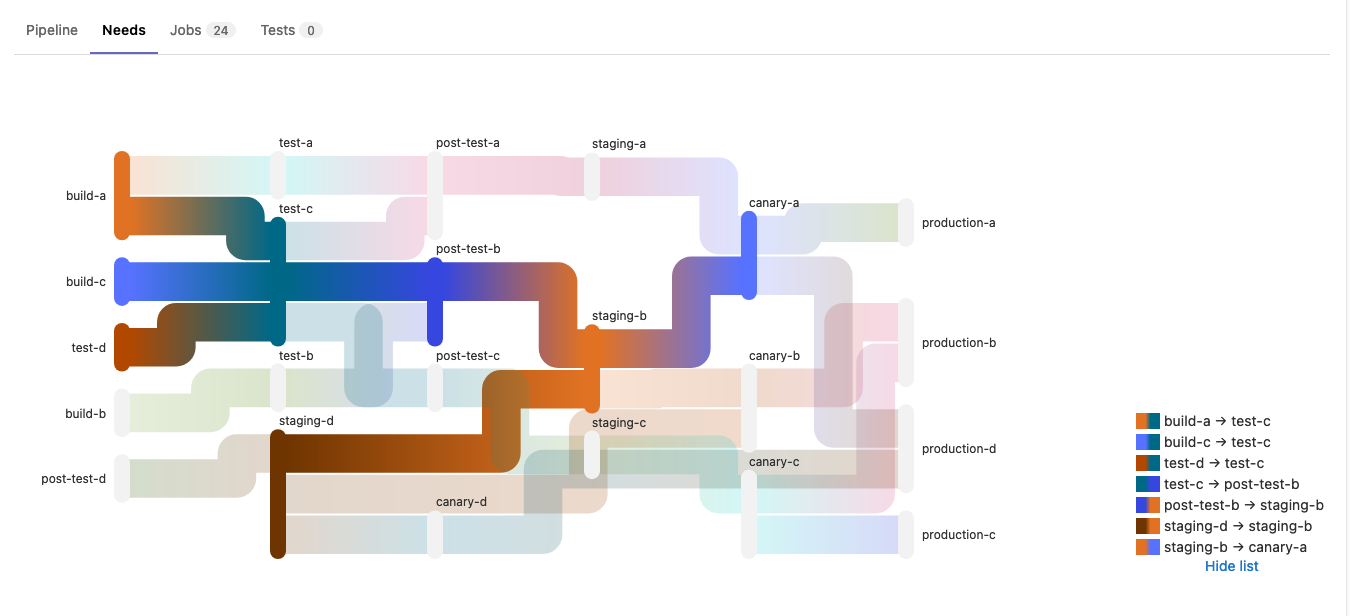 Pipeline Needs Jobs 24 Tests 0
test-a post-test-a staging-a
build-a
canary-a
test-c
production-a
post-test-b
build-c
staging-b
production-b
test-d
test-b post-test-c canary-b
build-b
staging-d
staging-c
production-d
canary-c
post-test-d
canary-d
production-c
build-a → test-c
build-c → test-c
test-d → test-c
test-c → post-test-b
post-test-b → staging-b
staging-d → staging-b
staging-b → canary-a
Hide list